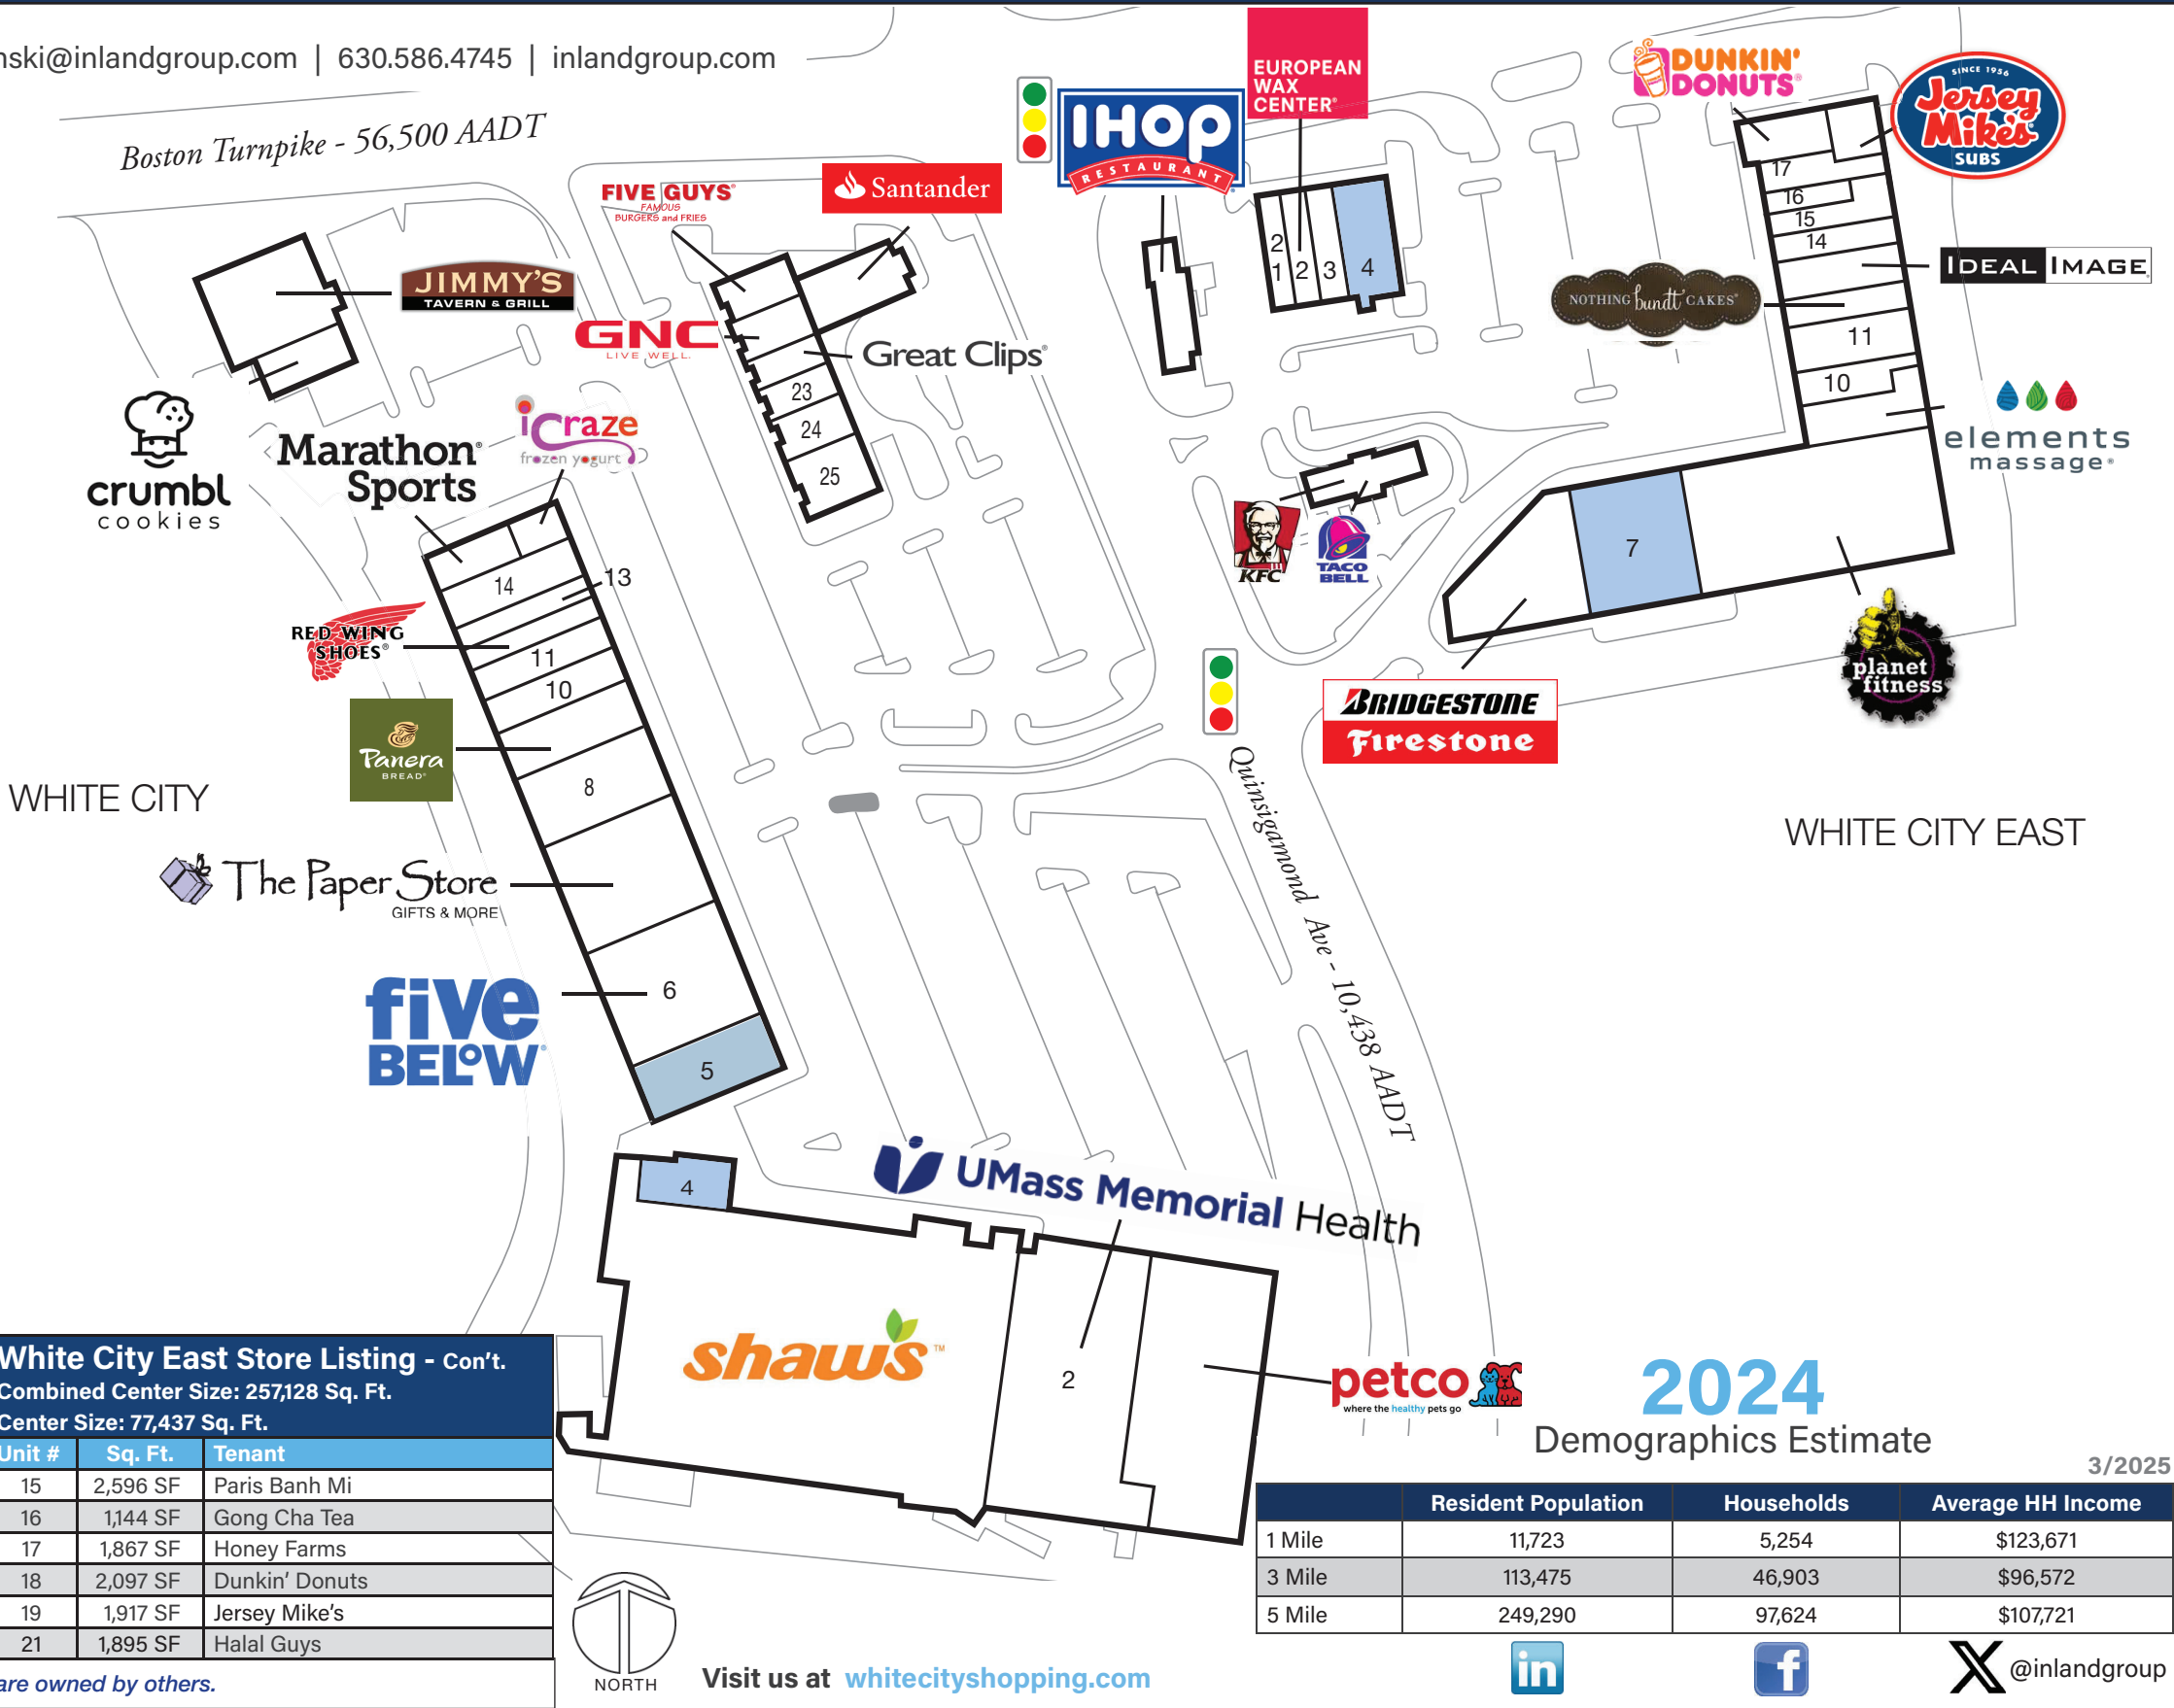 nski@inlandgroup.com | 630.586.4745 | inlandgroup.com
Boston Turnpike - 56,500 AADT
EUROPEAN
WAX
CENTER®
IHOP
RESTAURANT
DUNKIN'
DONUTS®
SINCE 1956
Jersey
Mike's
SUBS
FIVE GUYS®
FAMOUS
BURGERS and FRIES
Santander
JIMMY'S
TAVERN & GRILL
GNC
LIVE WELL.
Great Clips®
23
24
25
2
1
2
3
4
17
16
15
14
IDEAL IMAGE
NOTHING bundt CAKES®
11
10
elements
massage®
crumbl
cookies
Marathon®
Sports
iCraze
frozen yogurt
14
13
RED WING
SHOES®
11
10
KFC
TACO
BELL
7
planet
fitness
BRIDGESTONE
Firestone
Panera
BREAD®
8
WHITE CITY
WHITE CITY EAST
Quinsigamond Ave - 10,438 AADT
The Paper Store
GIFTS & MORE
five
BELOW®
6
5
4
UMass Memorial Health
shaw's™
2
petco
where the healthy pets go
White City East Store Listing - Con't.
Combined Center Size: 257,128 Sq. Ft.
Center Size: 77,437 Sq. Ft.
Unit # Sq. Ft. Tenant
15 2,596 SF Paris Banh Mi
16 1,144 SF Gong Cha Tea
17 1,867 SF Honey Farms
18 2,097 SF Dunkin' Donuts
19 1,917 SF Jersey Mike's
21 1,895 SF Halal Guys
are owned by others.
NORTH
Visit us at whitecityshopping.com
2024
Demographics Estimate
3/2025
Resident Population Households Average HH Income
1 Mile 11,723 5,254 $123,671
3 Mile 113,475 46,903 $96,572
5 Mile 249,290 97,624 $107,721
in
f
X @inlandgroup